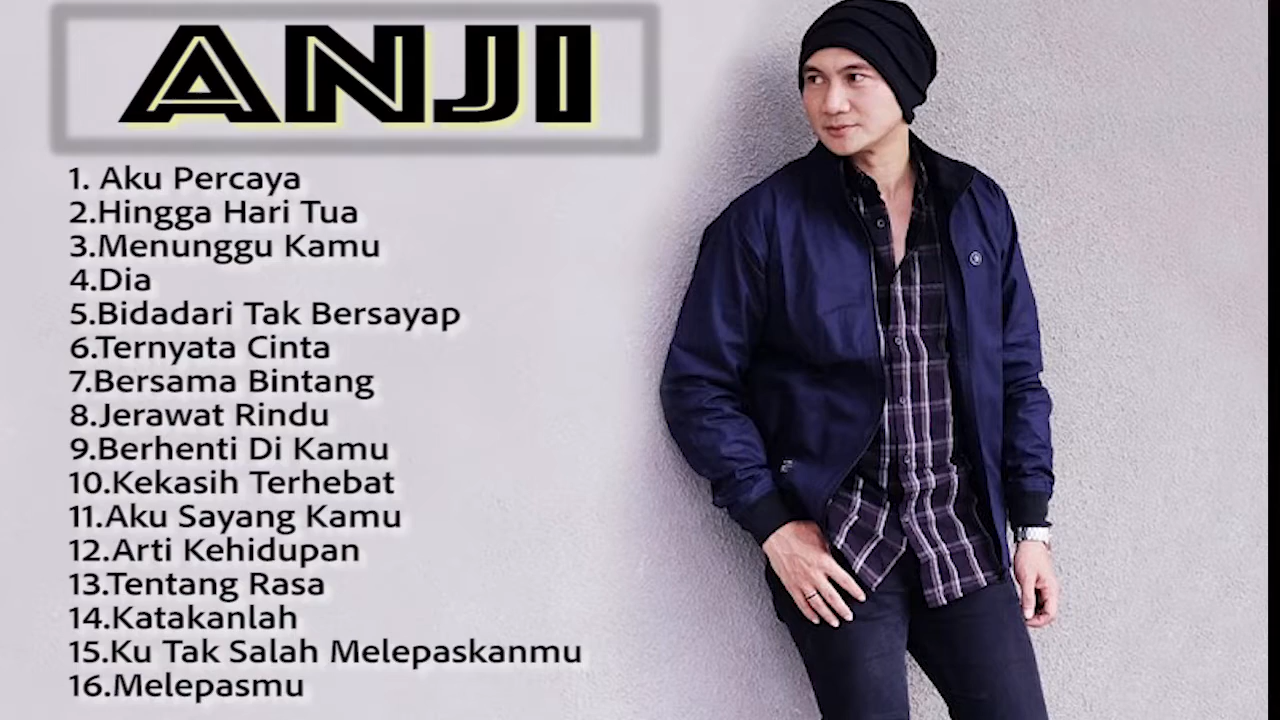 ANJI
1. Aku Percaya
2.Hingga Hari Tua
3.Menunggu Kamu
4.Dia
5.Bidadari Tak Bersayap
6.Ternyata Cinta
7.Bersama Bintang
8.Jerawat Rindu
9.Berhenti Di Kamu
10.Kekasih Terhebat
11.Aku Sayang Kamu
12.Arti Kehidupan
13.Tentang Rasa
14.Katakanlah
15.Ku Tak Salah Melepaskanmu
16.Melepasmu